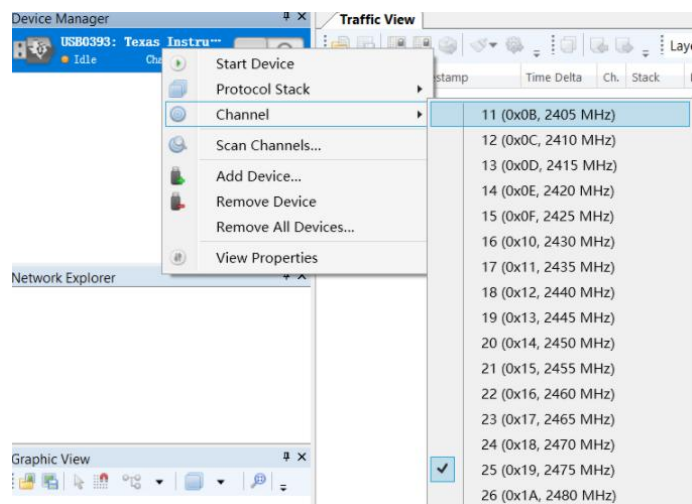 Device Manager
Traffic View
USB0393: Texas Instru···
Idle
Cha
Lay
stamp
Time Delta
Ch.
Stack
Start Device
Protocol Stack
Channel
Scan Channels...
Add Device...
Remove Device
Remove All Devices...
View Properties
11 (0x0B, 2405 MHz)
12 (0x0C, 2410 MHz)
13 (0x0D, 2415 MHz)
14 (0x0E, 2420 MHz)
15 (0x0F, 2425 MHz)
16 (0x10, 2430 MHz)
17 (0x11, 2435 MHz)
18 (0x12, 2440 MHz)
19 (0x13, 2445 MHz)
20 (0x14, 2450 MHz)
21 (0x15, 2455 MHz)
22 (0x16, 2460 MHz)
23 (0x17, 2465 MHz)
24 (0x18, 2470 MHz)
25 (0x19, 2475 MHz)
26 (0x1A, 2480 MHz)
Network Explorer
Graphic View